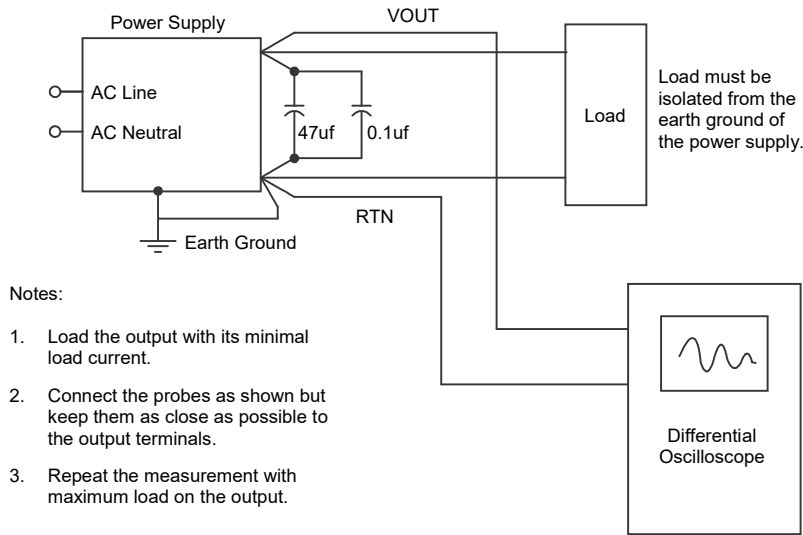 VOUT
Power Supply
AC Line
AC Neutral
47uf
0.1uf
Load
Load must be
isolated from the
earth ground of
the power supply.
RTN
Earth Ground
Notes:
1. Load the output with its minimal
load current.
2. Connect the probes as shown but
keep them as close as possible to
the output terminals.
3. Repeat the measurement with
maximum load on the output.
Differential
Oscilloscope